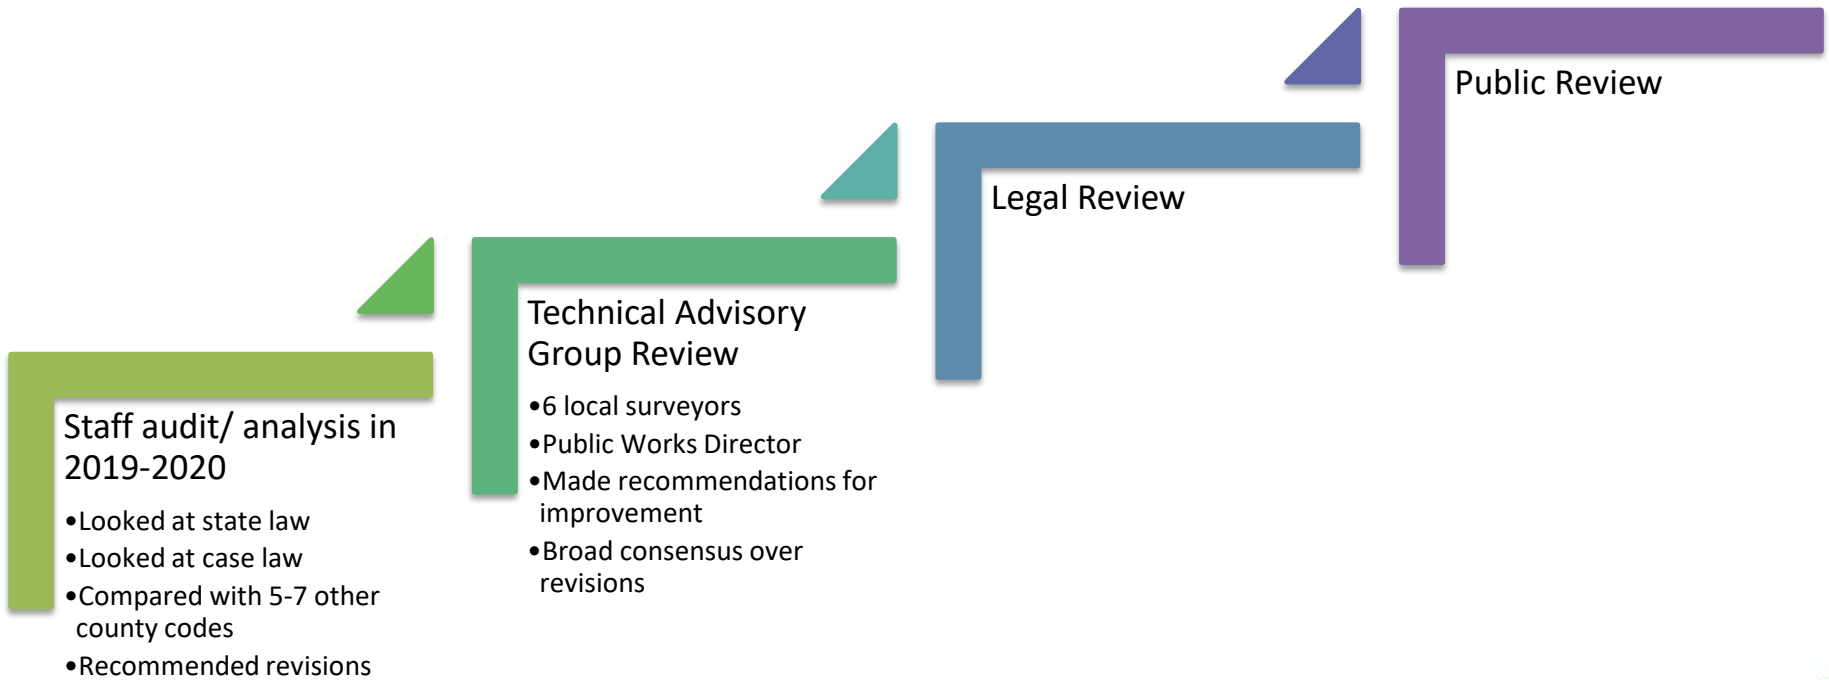 Staff audit/ analysis in
2019-2020
•Looked at state law
•Looked at case law
•Compared with 5-7 other
county codes
•Recommended revisions
Technical Advisory
Group Review
•6 local surveyors
•Public Works Director
•Made recommendations for
improvement
•Broad consensus over
revisions
Legal Review
Public Review